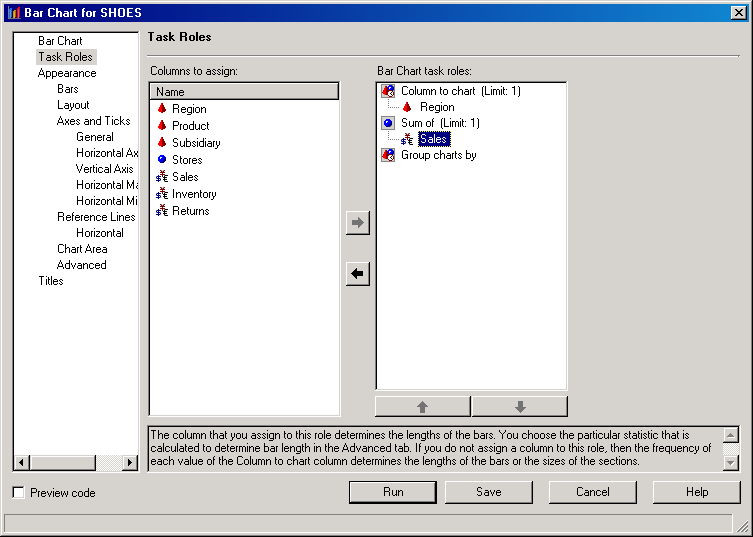 Bar Chart for SHOES
Bar Chart
Task Roles
Appearance
Bars
Layout
Axes and Ticks
General
Horizontal Ax
Vertical Axis
Horizontal Ma
Horizontal Mi
Reference Lines
Horizontal
Chart Area
Advanced
Titles
Task Roles
Columns to assign:
Name
Region
Product
Subsidiary
Stores
Sales
Inventory
Returns
Bar Chart task roles:
Column to chart (Limit: 1)
Region
Sum of (Limit: 1)
Sales
Group charts by
The column that you assign to this role determines the lengths of the bars. You choose the particular statistic that is
calculated to determine bar length in the Advanced tab. If you do not assign a column to this role, then the frequency of
each value of the Column to chart column determines the lengths of the bars or the sizes of the sections.
Preview code
Run
Save
Cancel
Help